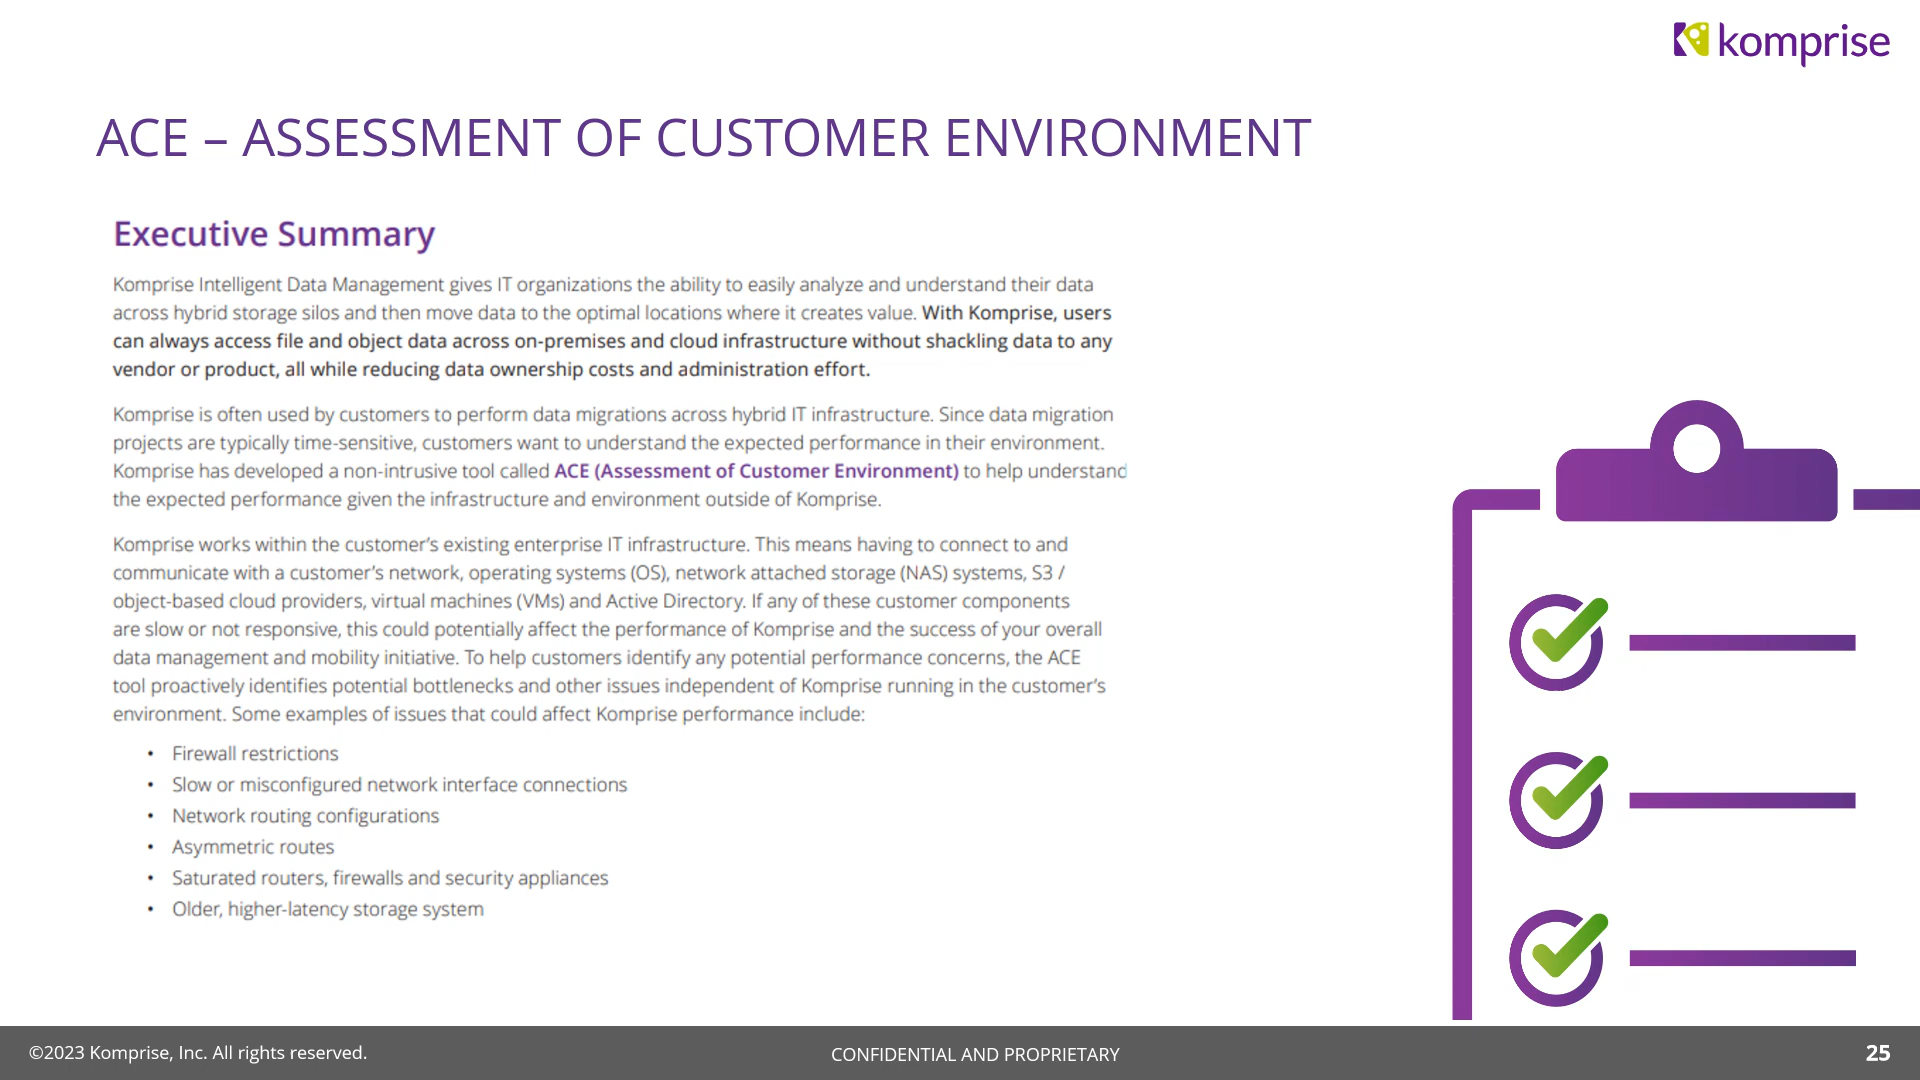 komprise
ACE – ASSESSMENT OF CUSTOMER ENVIRONMENT
Executive Summary
Komprise Intelligent Data Management gives IT organizations the ability to easily analyze and understand their data
across hybrid storage silos and then move data to the optimal locations where it creates value. With Komprise, users
can always access file and object data across on-premises and cloud infrastructure without shackling data to any
vendor or product, all while reducing data ownership costs and administration effort.
Komprise is often used by customers to perform data migrations across hybrid IT infrastructure. Since data migration
projects are typically time-sensitive, customers want to understand the expected performance in their environment.
Komprise has developed a non-intrusive tool called ACE (Assessment of Customer Environment) to help understand
the expected performance given the infrastructure and environment outside of Komprise.
Komprise works within the customer's existing enterprise IT infrastructure. This means having to connect to and
communicate with a customer's network, operating systems (OS), network attached storage (NAS) systems, S3 /
object-based cloud providers, virtual machines (VMs) and Active Directory. If any of these customer components
are slow or not responsive, this could potentially affect the performance of Komprise and the success of your overall
data management and mobility initiative. To help customers identify any potential performance concerns, the ACE
tool proactively identifies potential bottlenecks and other issues independent of Komprise running in the customer's
environment. Some examples of issues that could affect Komprise performance include:
• Firewall restrictions
• Slow or misconfigured network interface connections
• Network routing configurations
• Asymmetric routes
• Saturated routers, firewalls and security appliances
• Older, higher-latency storage system
©2023 Komprise, Inc. All rights reserved.
CONFIDENTIAL AND PROPRIETARY
25